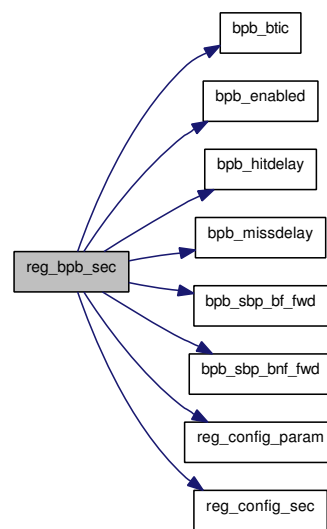 bpb_btic
bpb_enabled
bpb_hitdelay
bpb_missdelay
reg_bpb_sec
bpb_sbp_bf_fwd
bpb_sbp_bnf_fwd
reg_config_param
reg_config_sec